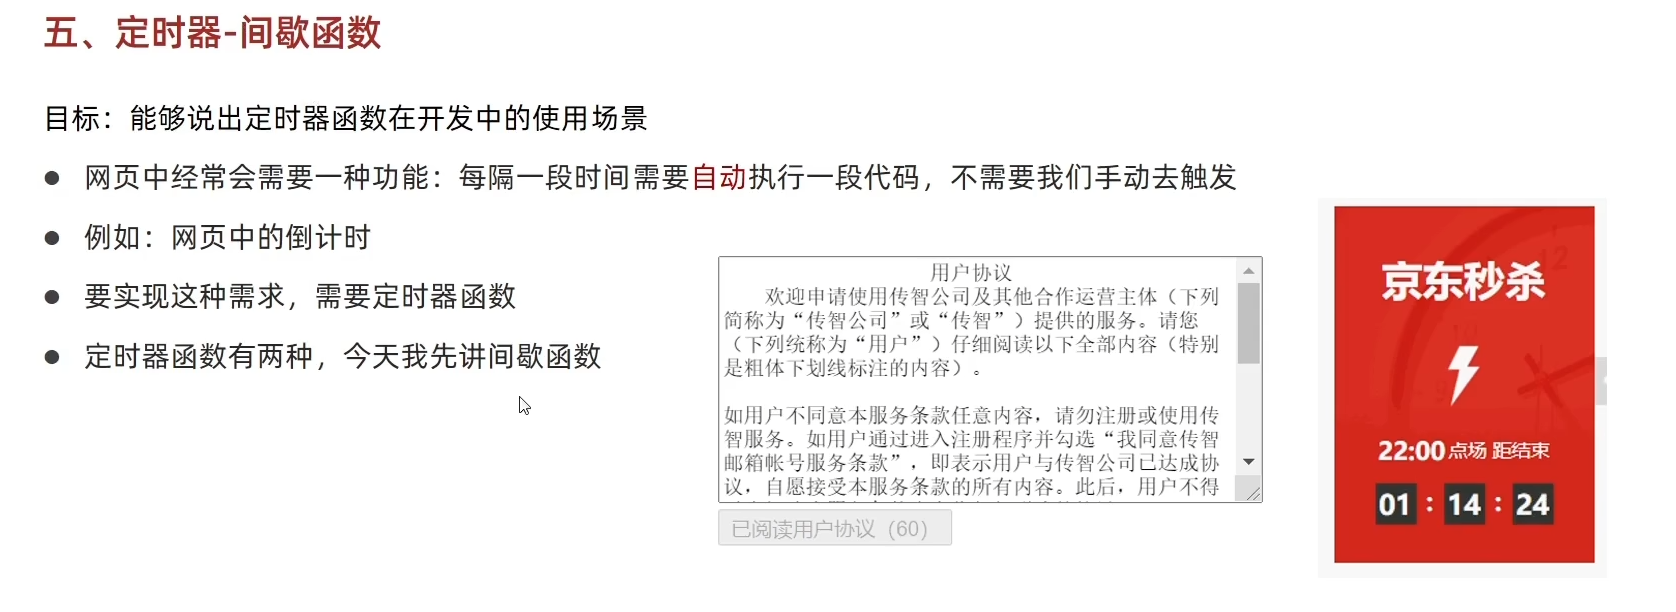 五、定时器-间歇函数
目标：能够说出定时器函数在开发中的使用场景
● 网页中经常会需要一种功能：每隔一段时间需要自动执行一段代码，不需要我们手动去触发
● 例如：网页中的倒计时
● 要实现这种需求，需要定时器函数
● 定时器函数有两种，今天我先讲间歇函数
用户协议
欢迎申请使用传智公司及其他合作运营主体（下列
简称为“传智公司”或“传智”）提供的服务。请您
（下列统称为“用户”）仔细阅读以下全部内容（特别
是粗体下划线标注的内容）。
如用户不同意本服务条款任意内容，请勿注册或使用传
智服务。如用户通过进入注册程序并勾选“我同意传智
邮箱帐号服务条款”，即表示用户与传智公司已达成协
议，自愿接受本服务条款的所有内容。此后，用户不得
已阅读用户协议（60）
京东秒杀
22:00点场 距结束
01 : 14 : 24